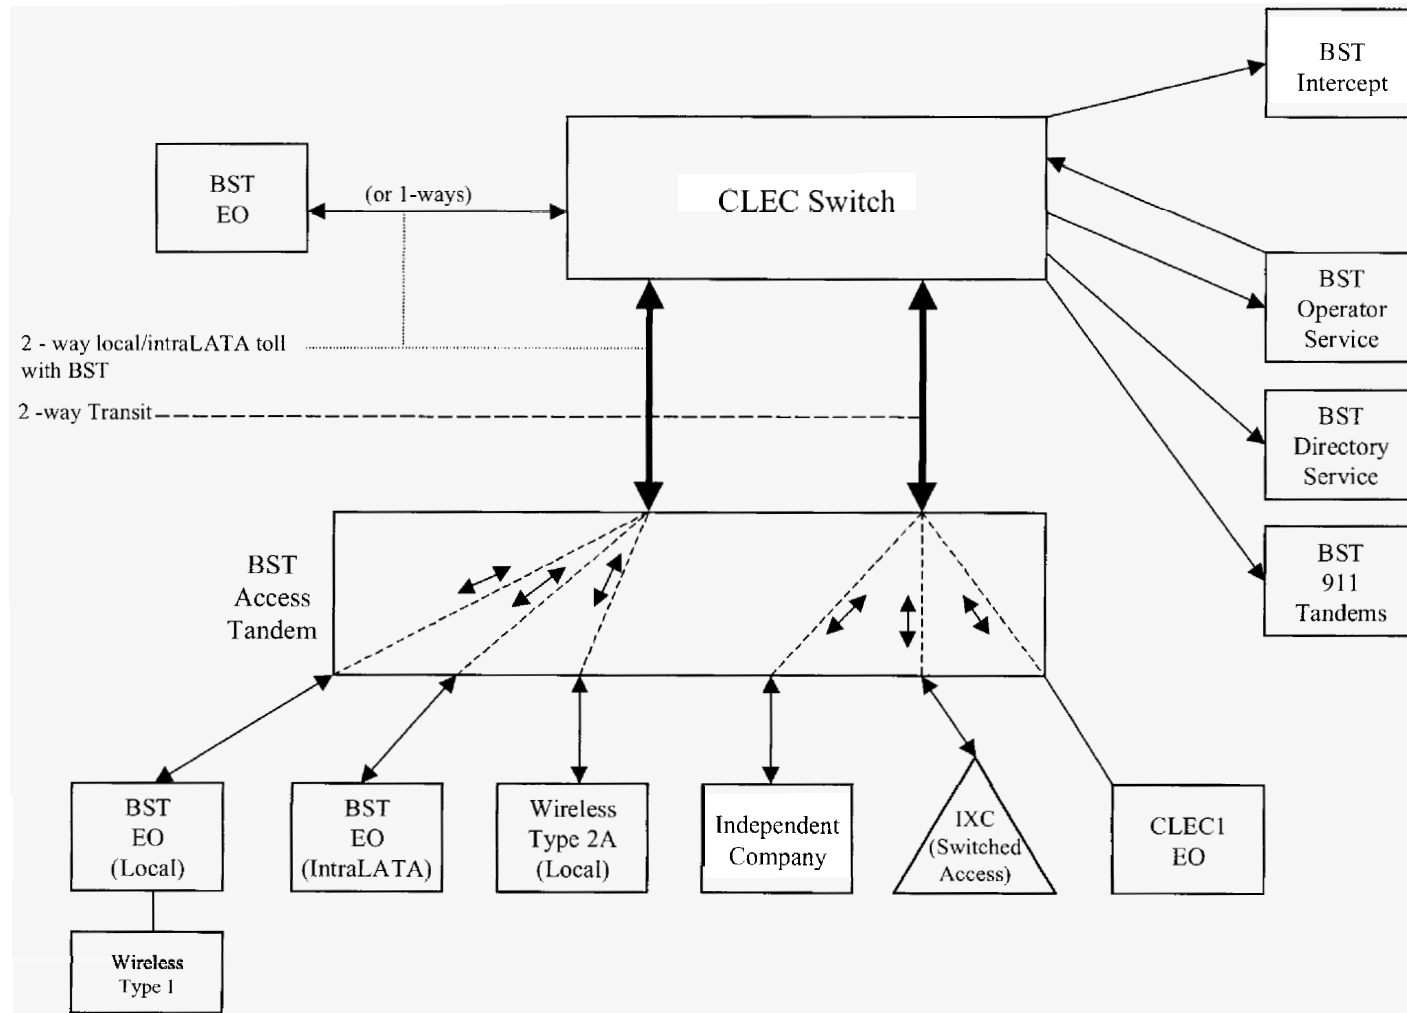 BST
Intercept
BST
EO
(or 1-ways)
CLEC Switch
BST
Operator
Service
2 - way local/intraLATA toll
with BST
2 -way Transit
BST
Directory
Service
BST
911
Tandems
BST
Access
Tandem
BST
EO
(Local)
BST
EO
(IntraLATA)
Wireless
Type 2A
(Local)
Independent
Company
IXC
(Switched
Access)
CLEC1
EO
Wireless
Type 1